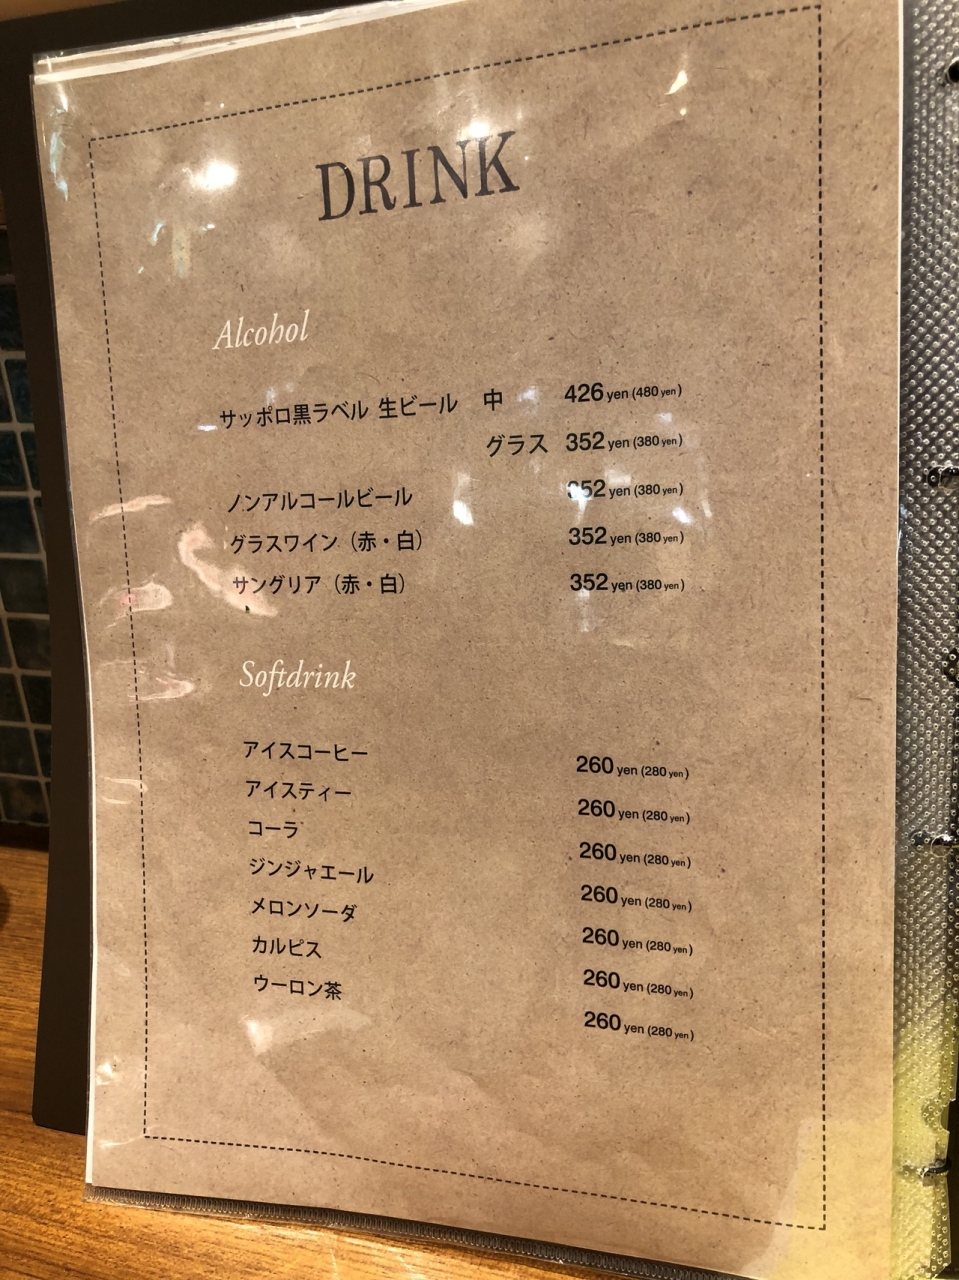 DRINK
Alcohol
サッポロ黒ラベル 生ビール 中 426 yen (480 yen)
グラス 352 yen (380 yen)
ノンアルコールビール 352 yen (380 yen)
グラスワイン（赤・白） 352 yen (380 yen)
サングリア（赤・白） 352 yen (380 yen)
Softdrink
アイスコーヒー 260 yen (280 yen)
アイスティー 260 yen (280 yen)
コーラ 260 yen (280 yen)
ジンジャエール 260 yen (280 yen)
メロンソーダ 260 yen (280 yen)
カルピス 260 yen (280 yen)
ウーロン茶 260 yen (280 yen)